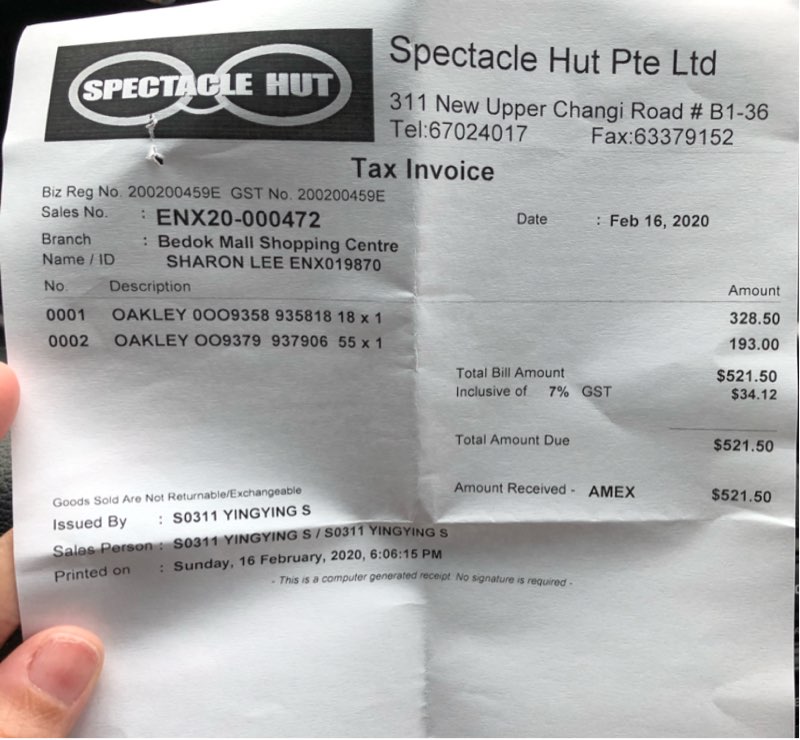 SPECTACLE HUT
Spectacle Hut Pte Ltd
311 New Upper Changi Road # B1-36
Tel:67024017 Fax:63379152
Tax Invoice
Biz Reg No. 200200459E GST No. 200200459E
Sales No. : ENX20-000472 Date : Feb 16, 2020
Branch : Bedok Mall Shopping Centre
Name / ID SHARON LEE ENX019870
No. Description Amount
0001 OAKLEY 0OO9358 935818 18 x 1 328.50
0002 OAKLEY OO9379 937906 55 x 1 193.00
Total Bill Amount $521.50
Inclusive of 7% GST $34.12
Total Amount Due $521.50
Amount Received - AMEX $521.50
Goods Sold Are Not Returnable/Exchangeable
Issued By : S0311 YINGYING S
Sales Person : S0311 YINGYING S / S0311 YINGYING S
Printed on : Sunday, 16 February, 2020, 6:06:15 PM
- This is a computer generated receipt. No signature is required -